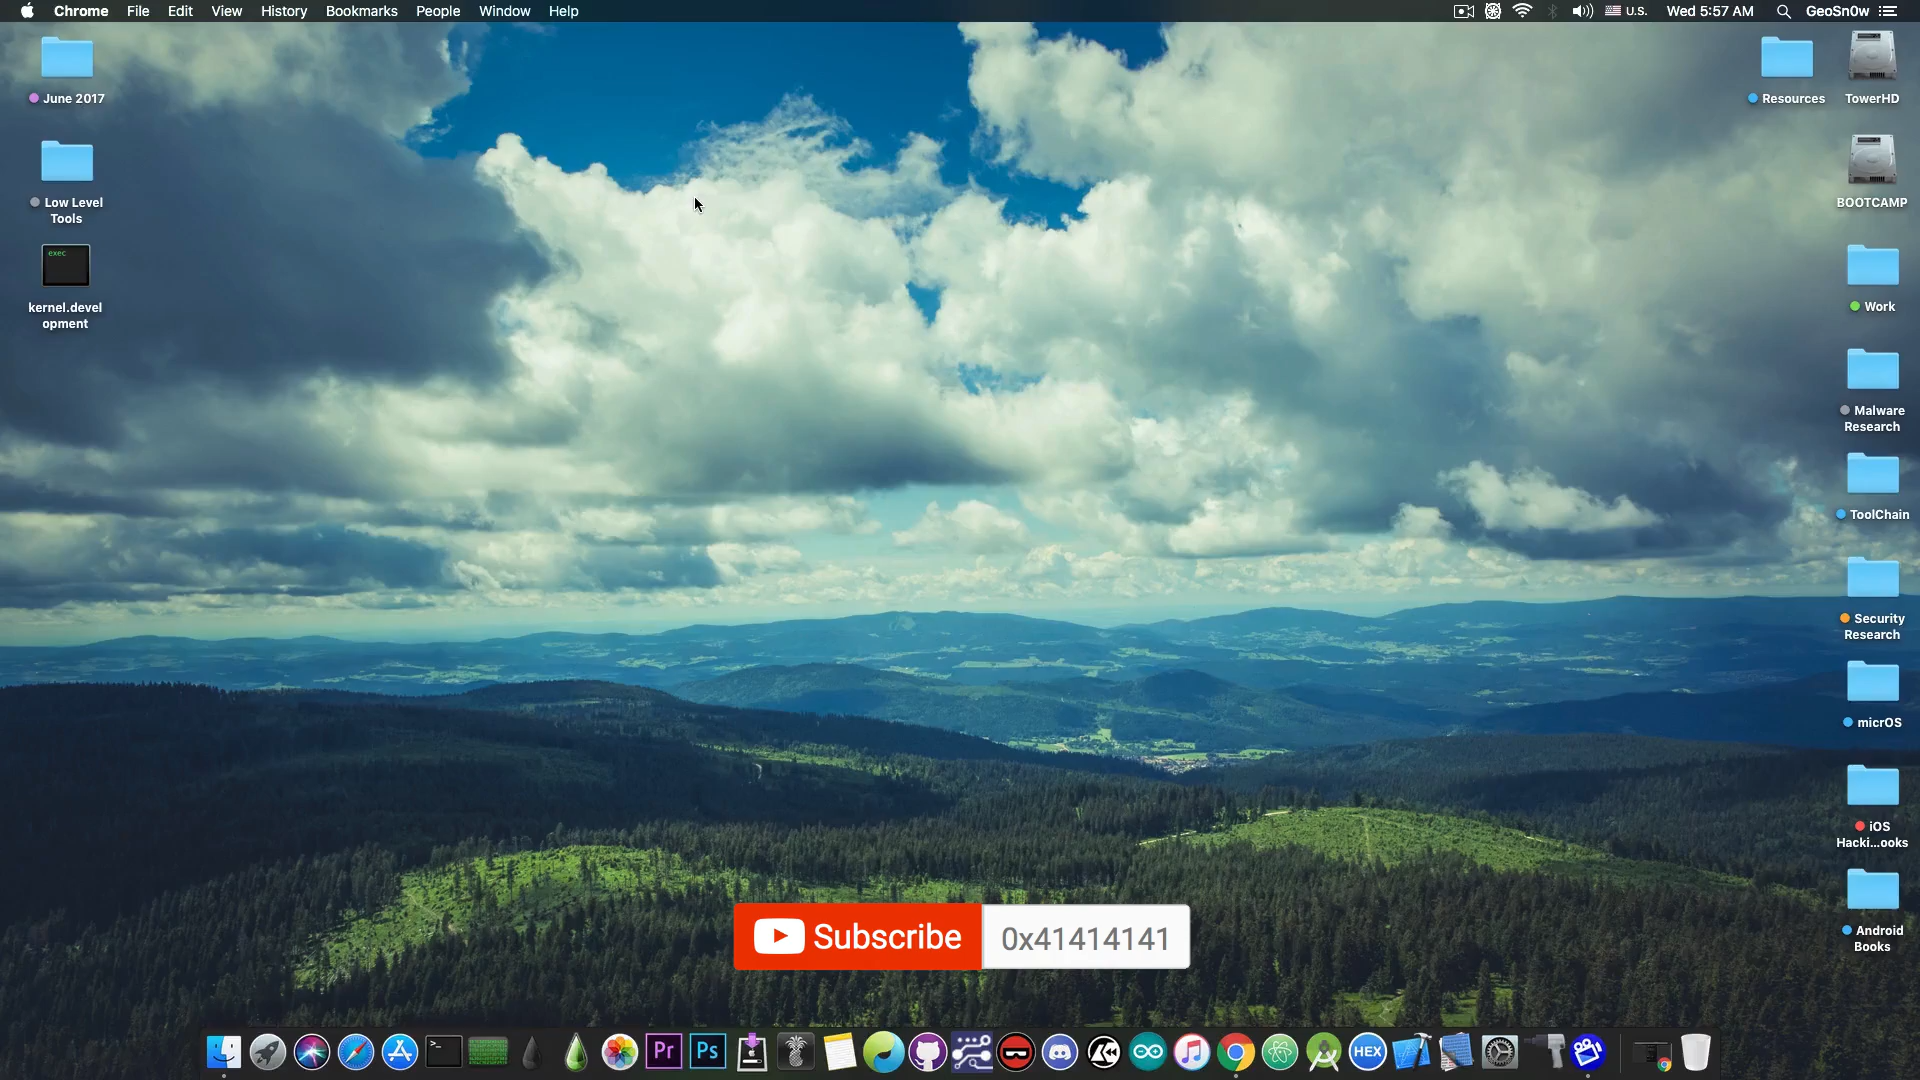 Chrome File Edit View History Bookmarks People Window Help
U.S. Wed 5:57 AM GeoSn0w
June 2017
Low Level
Tools
exec
kernel.devel
opment
Resources
TowerHD
BOOTCAMP
Work
Malware
Research
ToolChain
Security
Research
micrOS
iOS
Hacki...ooks
Android
Books
Subscribe 0x41414141
Pr Ps HEX